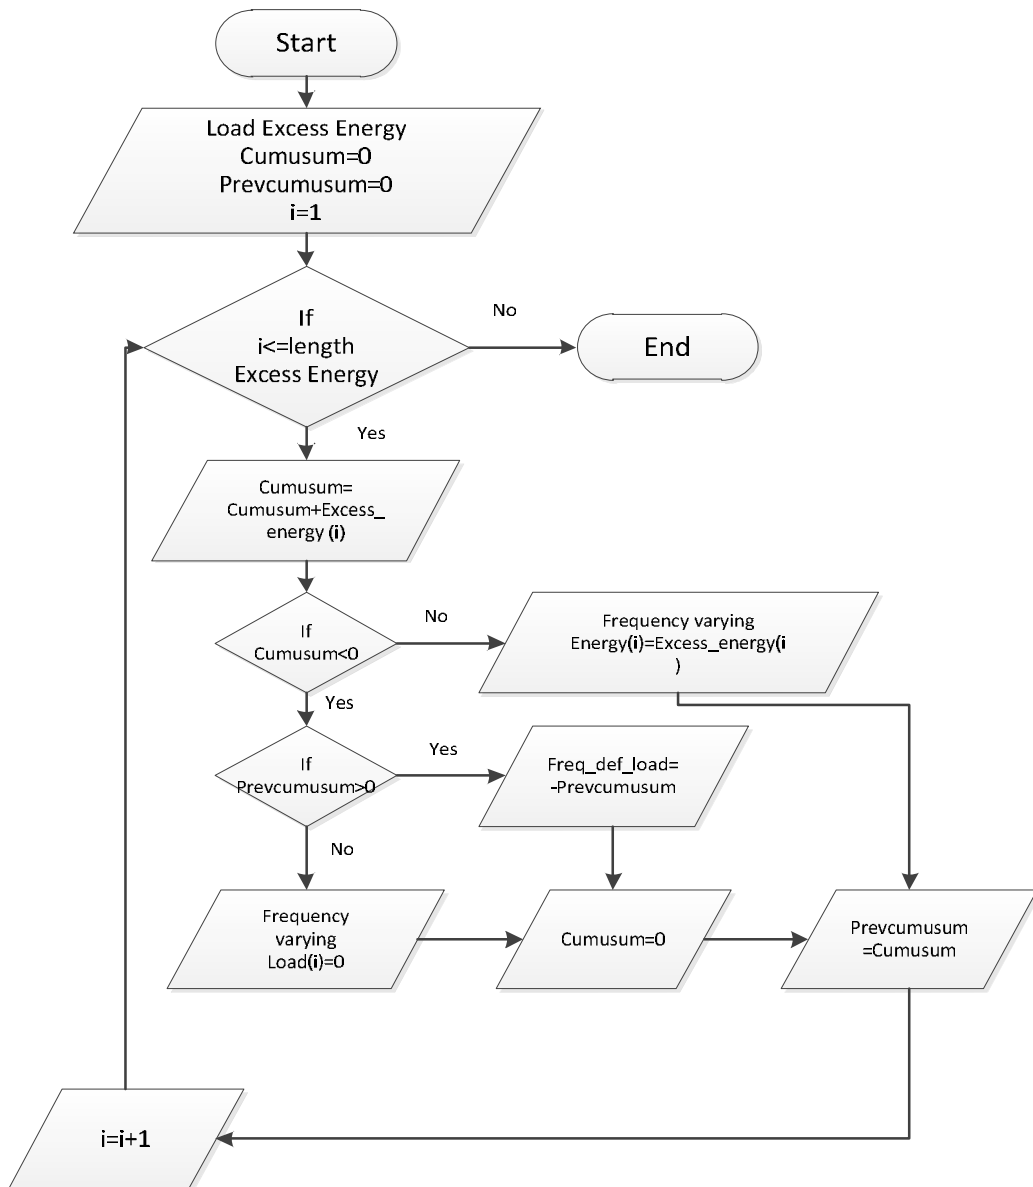 Start
Load Excess Energy
Cumusum=0
Prevcumusum=0
i=1
If
i<=length
Excess Energy
No
End
Yes
Cumusum=
Cumusum+Excess_
energy (i)
If
Cumusum<0
No
Frequency varying
Energy(i)=Excess_energy(i
)
Yes
If
Prevcumusum>0
Yes
Freq_def_load=
-Prevcumusum
No
Frequency
varying
Load(i)=0
Cumusum=0
Prevcumusum
=Cumusum
i=i+1